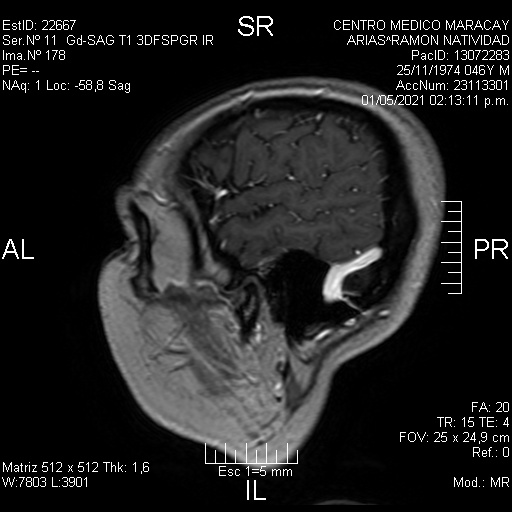 EstID: 22667
Ser.Nº 11 Gd-SAG T1 3DFSPGR IR
Ima.Nº 178
PE= --
NAq: 1 Loc: -58,8 Sag
SR
CENTRO MEDICO MARACAY
ARIAS^RAMON NATIVIDAD
PacID: 13072283
25/11/1974 046Y M
AccNum: 23113301
01/05/2021 02:13:11 p.m.
AL
PR
Matriz 512 x 512 Thk: 1,6
W:7803 L:3901
Esc 1=5 mm
IL
FA: 20
TR: 15 TE: 4
FOV: 25 x 24,9 cm
Ref.: 0
Mod.: MR